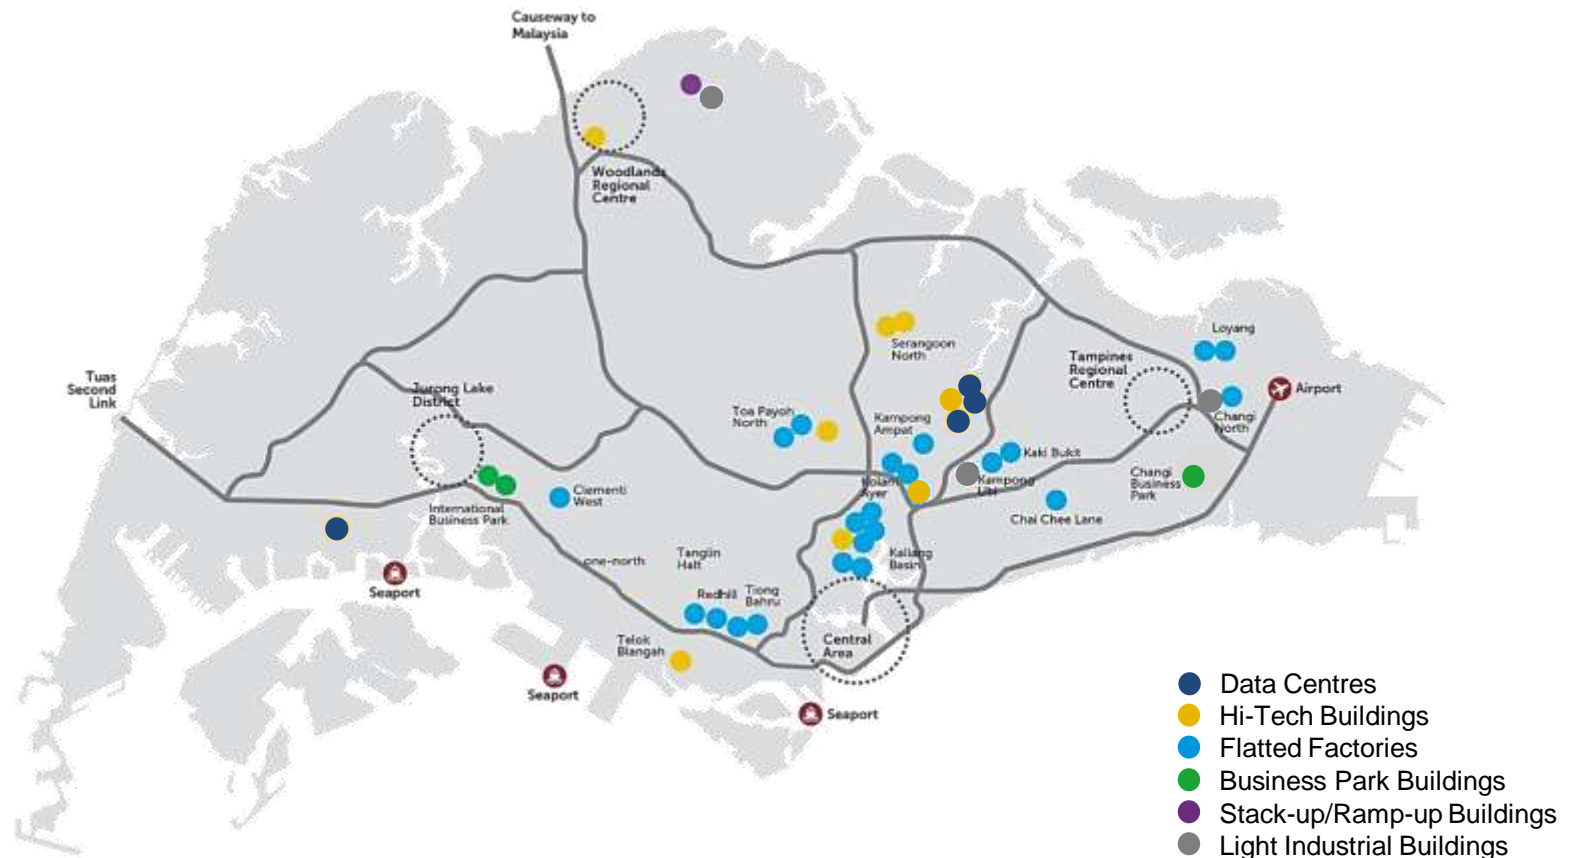 Causeway to
Malaysia
Woodlands
Regional
Centre
Tuas
Second
Link
Jurong Lake
District
International
Business Park
Clementi
West
Seaport
one-north
Tanglin
Halt
Redhill
Tiong
Bahru
Telok
Blangah
Seaport
Seaport
Central
Area
Toa Payoh
North
Serangoon
North
Kampong
Ampat
Kolam
Ayer
Kallang
Basin
Kampong
Ubi
Kaki Bukit
Chai Chee Lane
Tampines
Regional
Centre
Loyang
Airport
Changi
North
Changi
Business
Park
Data Centres
Hi-Tech Buildings
Flatted Factories
Business Park Buildings
Stack-up/Ramp-up Buildings
Light Industrial Buildings